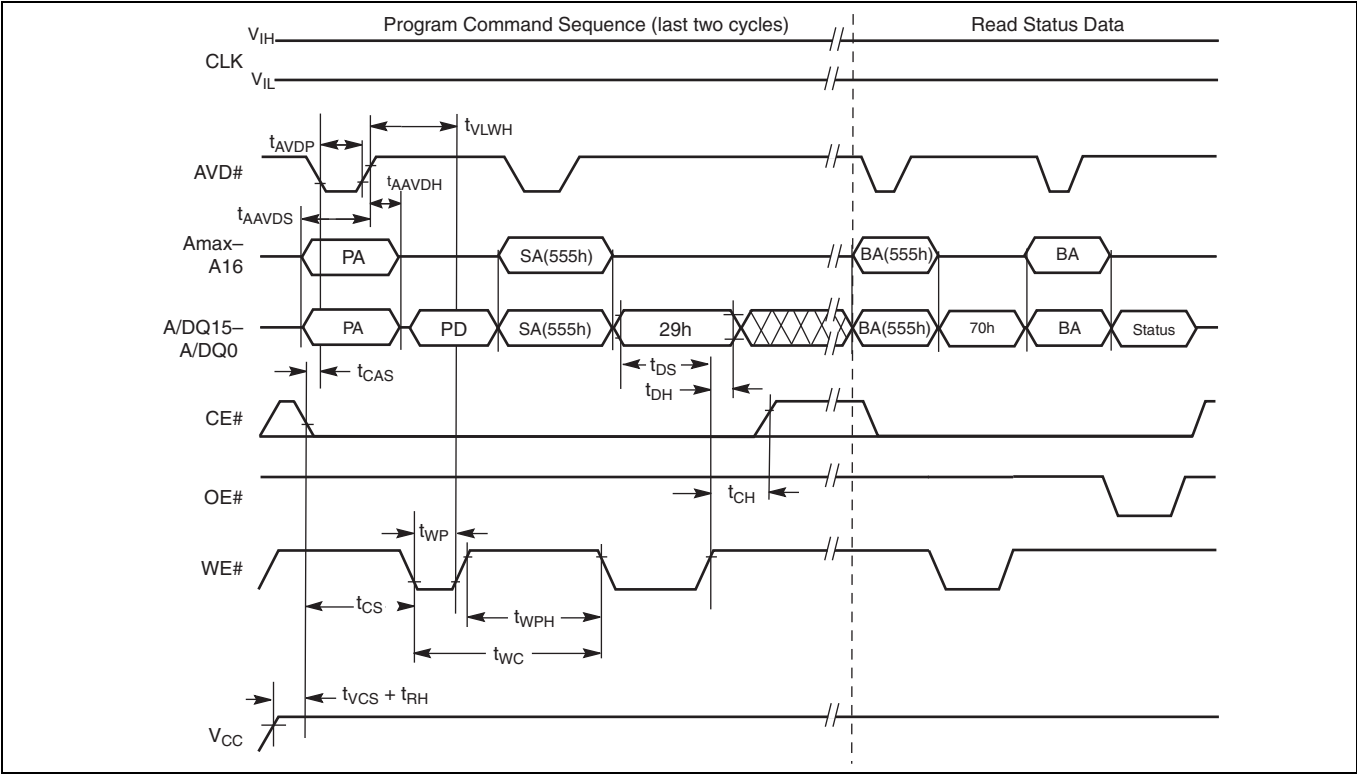 Program Command Sequence (last two cycles)
Read Status Data
VIH
CLK
VIL
tAVDP
tVLWH
AVD#
tAAVDH
tAAVDS
Amax–
A16
PA
SA(555h)
BA(555h)
BA
A/DQ15–
A/DQ0
PA
PD
SA(555h)
29h
BA(555h)
70h
BA
Status
tCAS
tDS
tDH
CE#
OE#
tCH
tWP
WE#
tCS
tWPH
tWC
tVCS + tRH
VCC